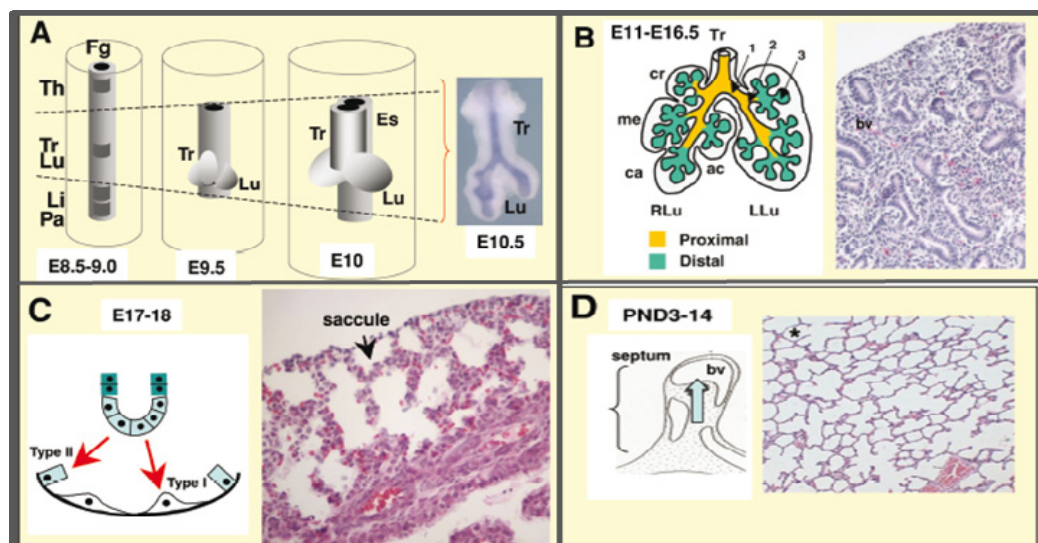 A
Fg
Th
Tr
Lu
Li
Pa
E8.5-9.0
Tr
Lu
E9.5
Es
Tr
Lu
E10
Tr
Lu
E10.5
B
E11-E16.5
Tr
1
2
3
cr
me
ca
ac
RLu
LLu
Proximal
Distal
bv
C
E17-18
Type II
Type I
saccule
D
PND3-14
septum
bv
*